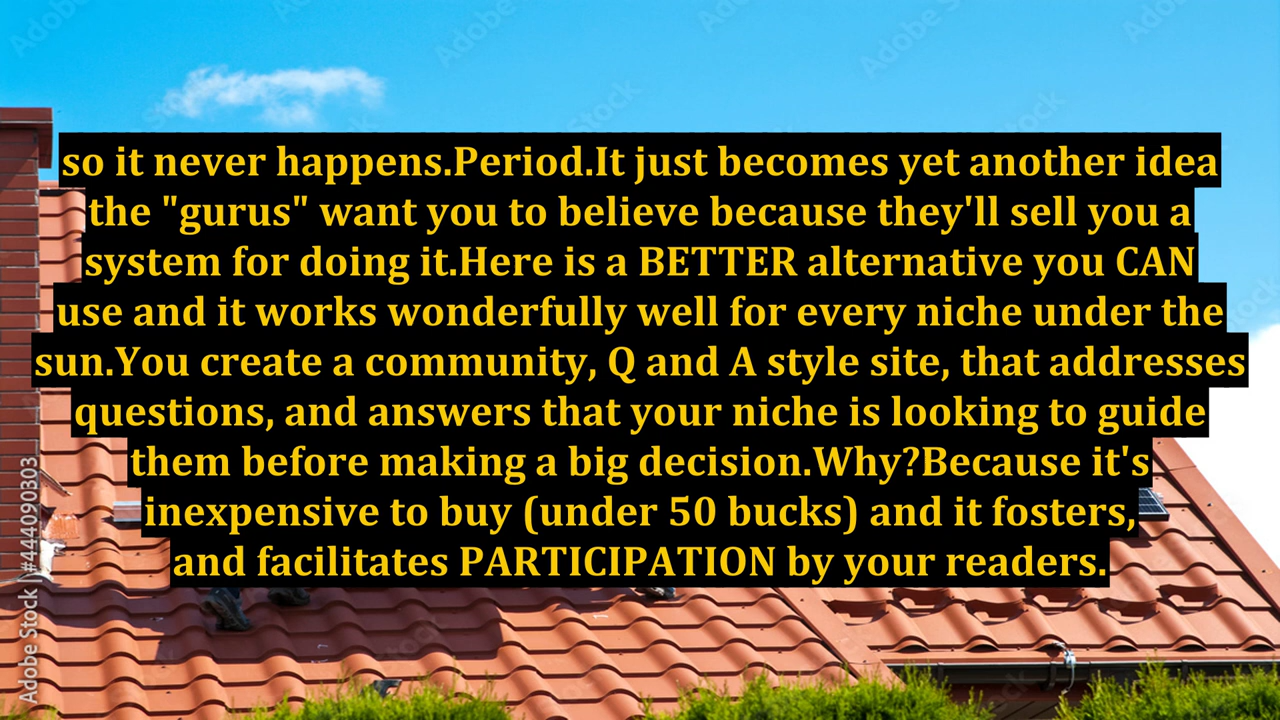 so it never happens.Period.It just becomes yet another idea
the "gurus" want you to believe because they'll sell you a
system for doing it.Here is a BETTER alternative you CAN
use and it works wonderfully well for every niche under the
sun.You create a community, Q and A style site, that addresses
questions, and answers that your niche is looking to guide
them before making a big decision.Why?Because it's
inexpensive to buy (under 50 bucks) and it fosters,
and facilitates PARTICIPATION by your readers.
Adobe Stock | #444090303